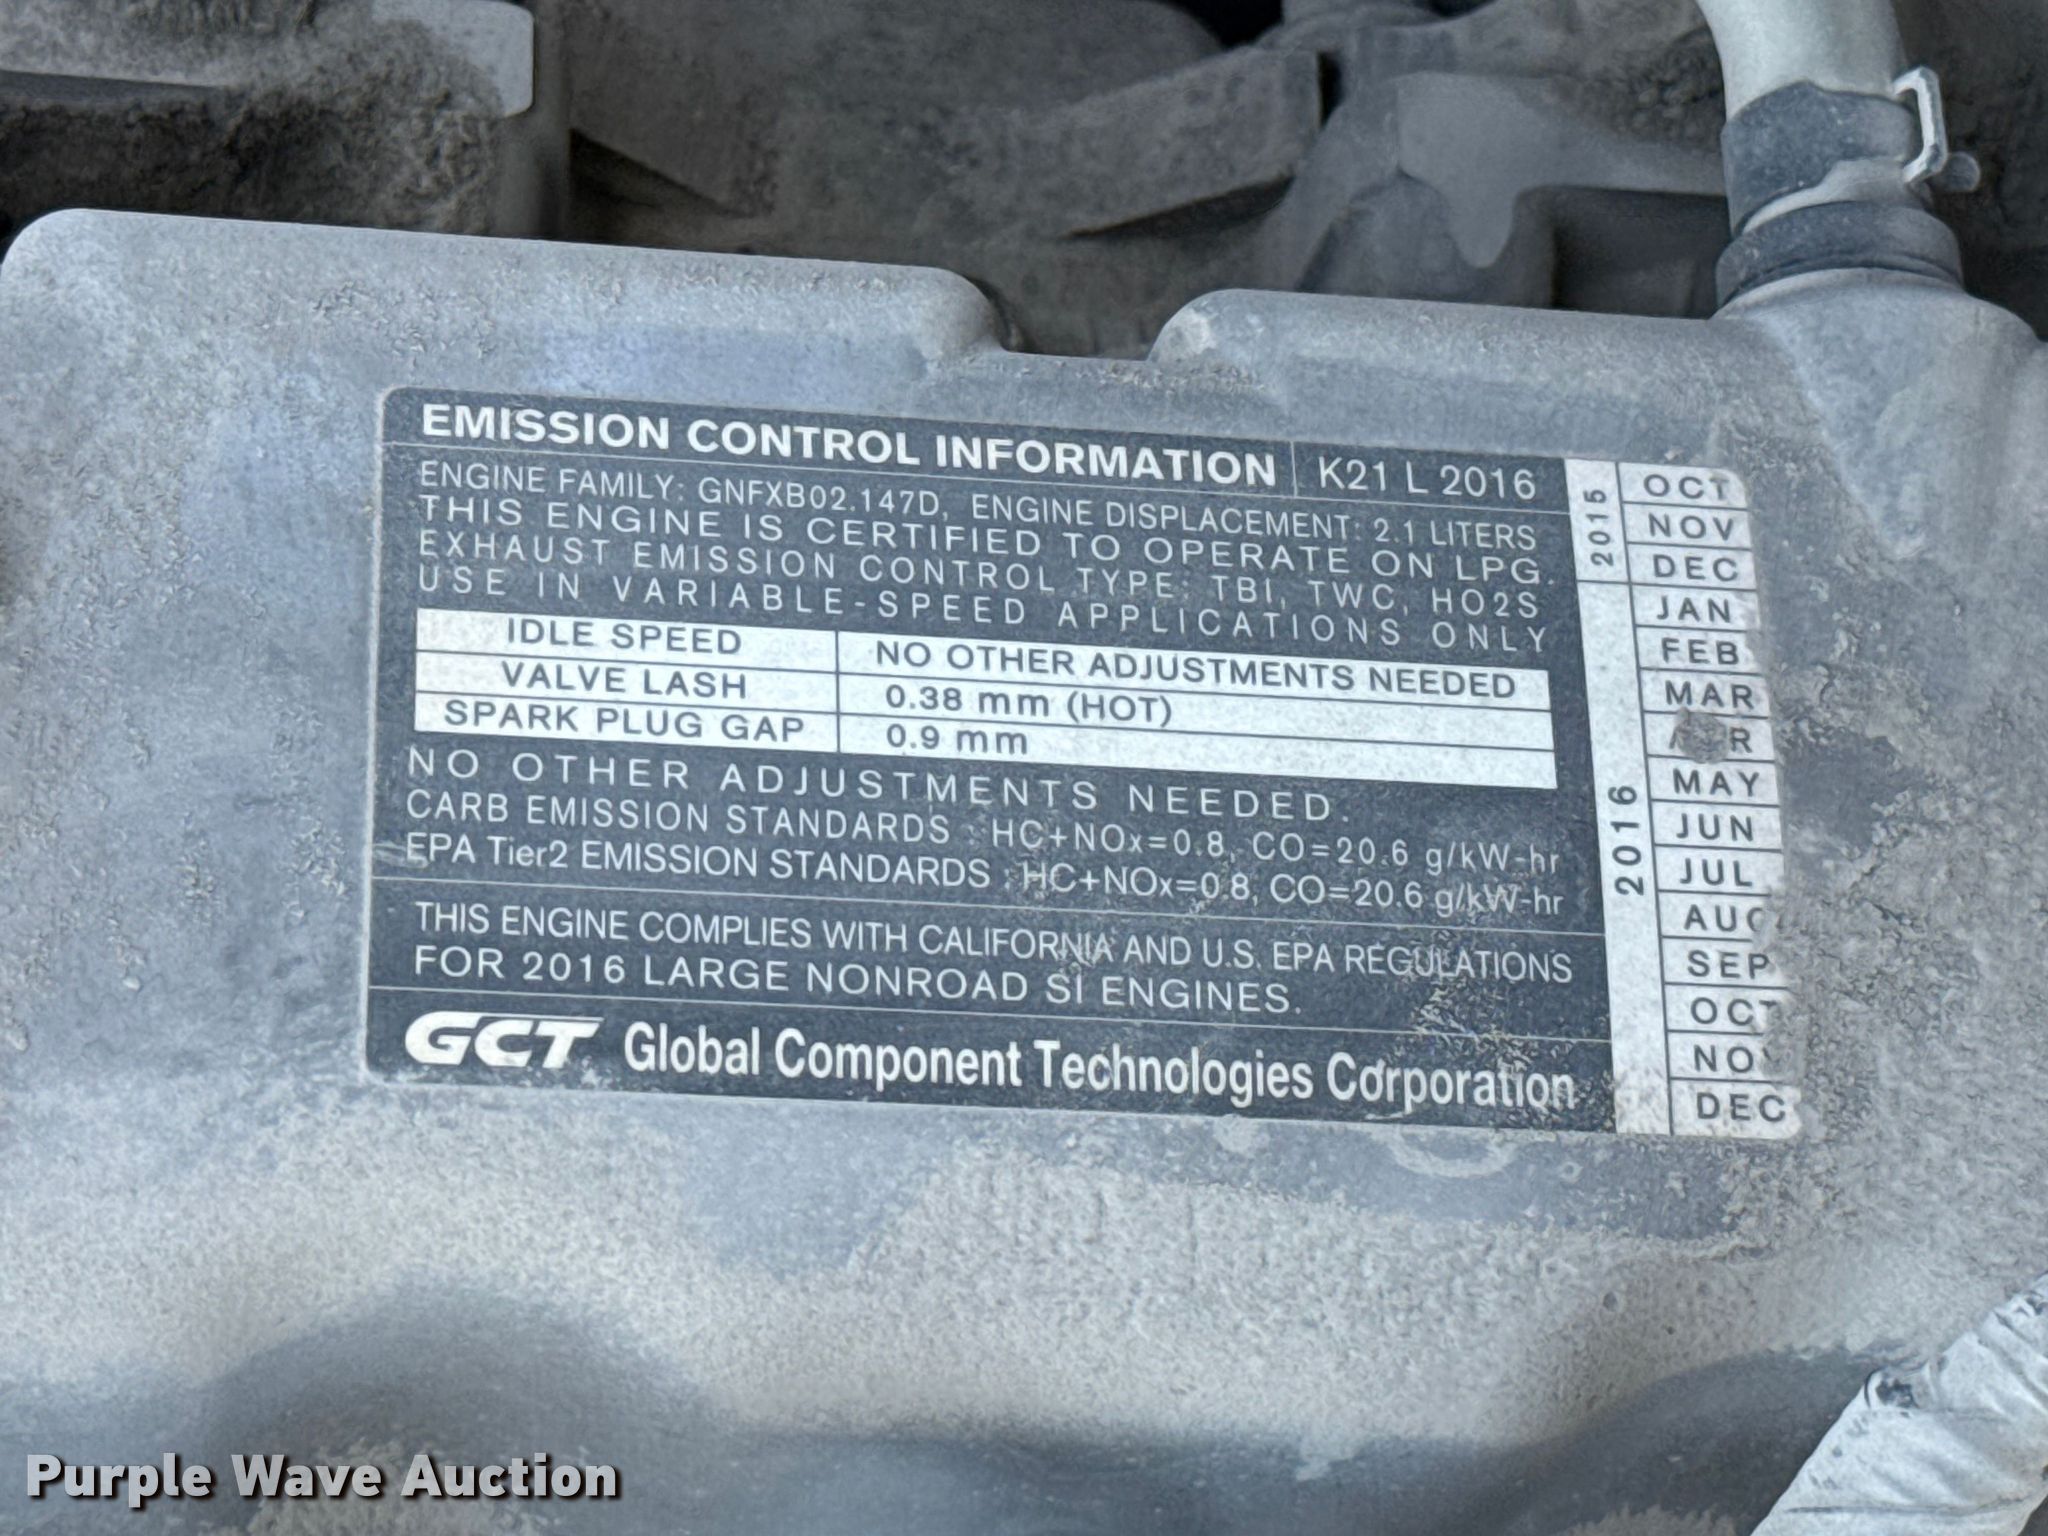 EMISSION CONTROL INFORMATION K21 L 2016
ENGINE FAMILY: GNFXB02.147D, ENGINE DISPLACEMENT: 2.1 LITERS
THIS ENGINE IS CERTIFIED TO OPERATE ON LPG.
EXHAUST EMISSION CONTROL TYPE: TBI, TWC, HO2S
USE IN VARIABLE-SPEED APPLICATIONS ONLY
IDLE SPEED NO OTHER ADJUSTMENTS NEEDED
VALVE LASH 0.38 mm (HOT)
SPARK PLUG GAP 0.9 mm
NO OTHER ADJUSTMENTS NEEDED.
CARB EMISSION STANDARDS : HC+NOx=0.8, CO=20.6 g/kW-hr
EPA Tier2 EMISSION STANDARDS : HC+NOx=0.8, CO=20.6 g/kW-hr
THIS ENGINE COMPLIES WITH CALIFORNIA AND U.S. EPA REGULATIONS
FOR 2016 LARGE NONROAD SI ENGINES.
GCT Global Component Technologies Corporation
2015
OCT
NOV
DEC
2016
JAN
FEB
MAR
MAY
JUN
JUL
AUG
SEP
OCT
NOV
DEC
Purple Wave Auction